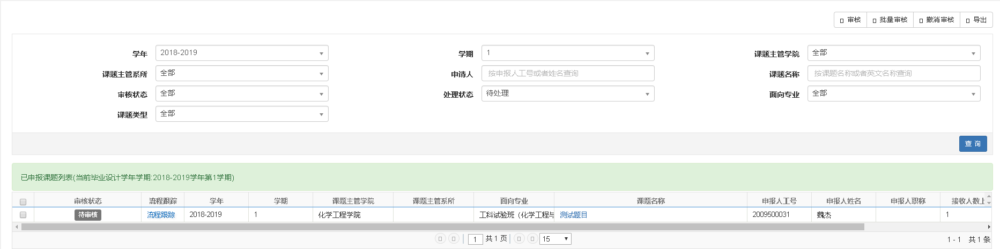 审核 批量审核 撤消审核 导出
学年 2018-2019 学期 1 课题主管学院 全部
课题主管系所 全部 申请人 按申报人工号或者姓名查询 课题名称 按课题名称或者英文名称查询
审核状态 全部 处理状态 待处理 面向专业 全部
课题类型 全部
查 询
已申报课题列表(当前毕业设计学年学期:2018-2019学年第1学期)
审核状态 流程跟踪 学年 学期 课题主管学院 课题主管系所 面向专业 课题名称 申报人工号 申报人姓名 申报人职称 接收人数上
待审核 流程跟踪 2018-2019 1 化学工程学院 工科试验班（化学工程与 测试题目 2009500031 魏杰 1
1 共 1 页 15 1 - 1 共 1 条